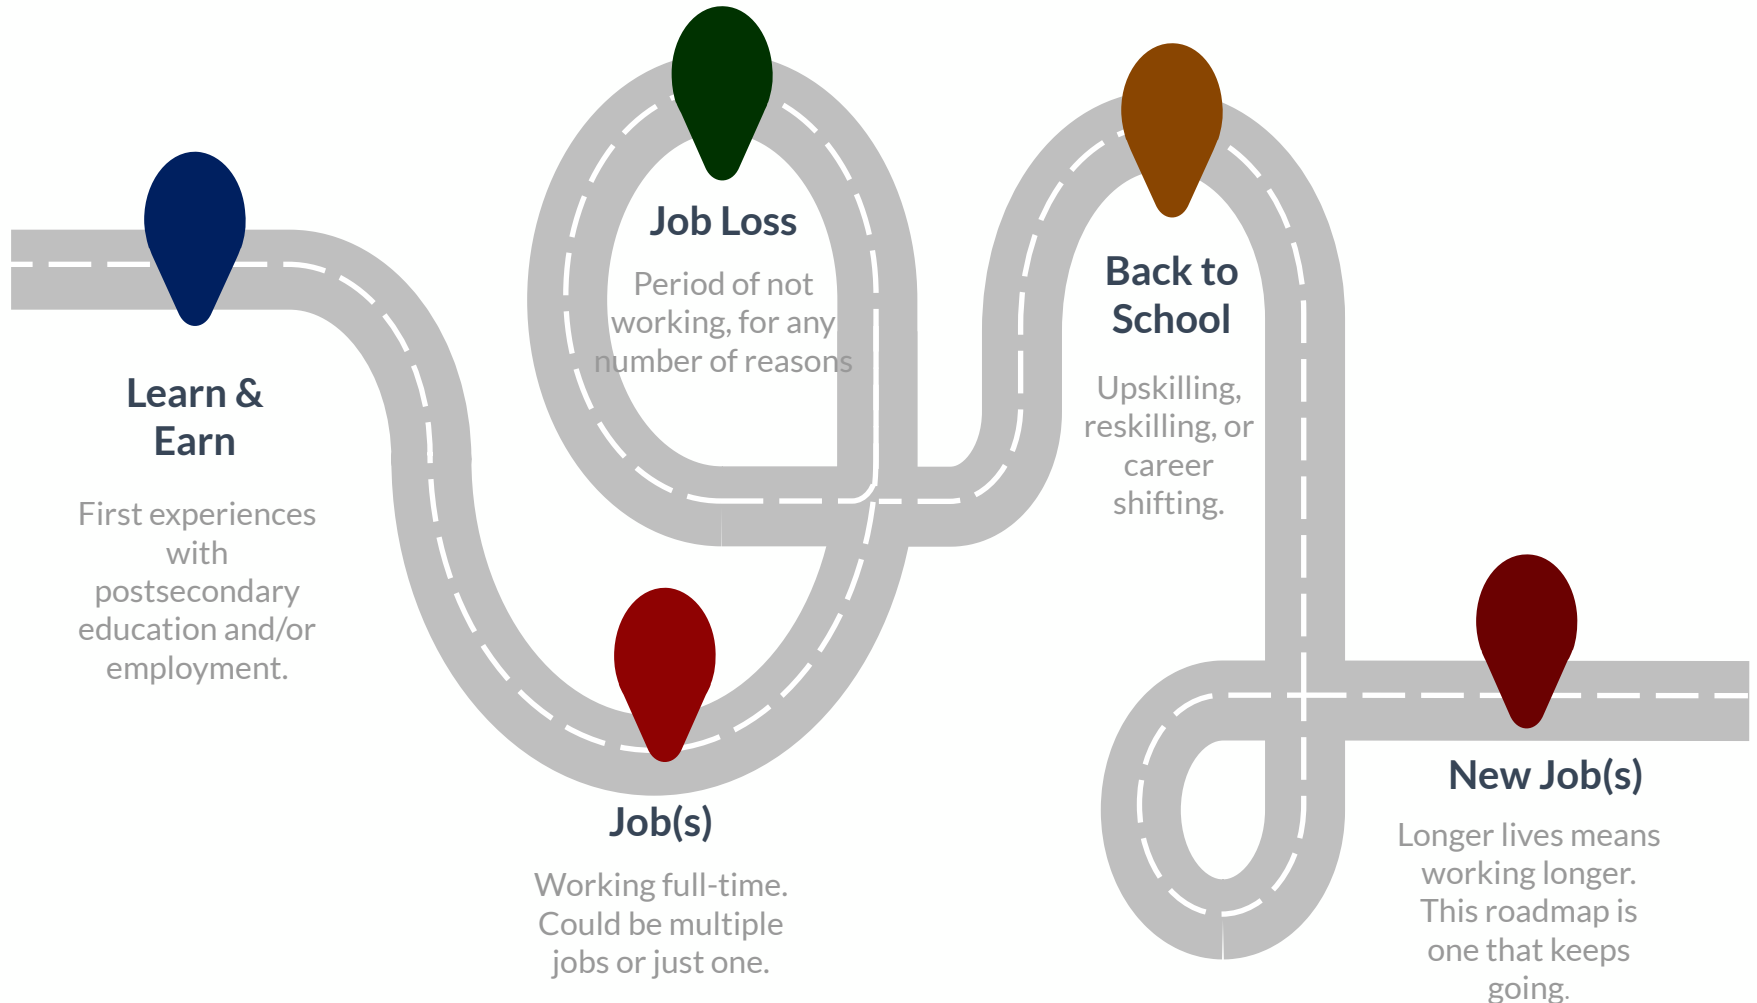 Learn &
Earn
First experiences
with
postsecondary
education and/or
employment.
Job(s)
Working full-time.
Could be multiple
jobs or just one.
Job Loss
Period of not
working, for any
number of reasons
Back to
School
Upskilling,
reskilling, or
career
shifting.
New Job(s)
Longer lives means
working longer.
This roadmap is
one that keeps
going.